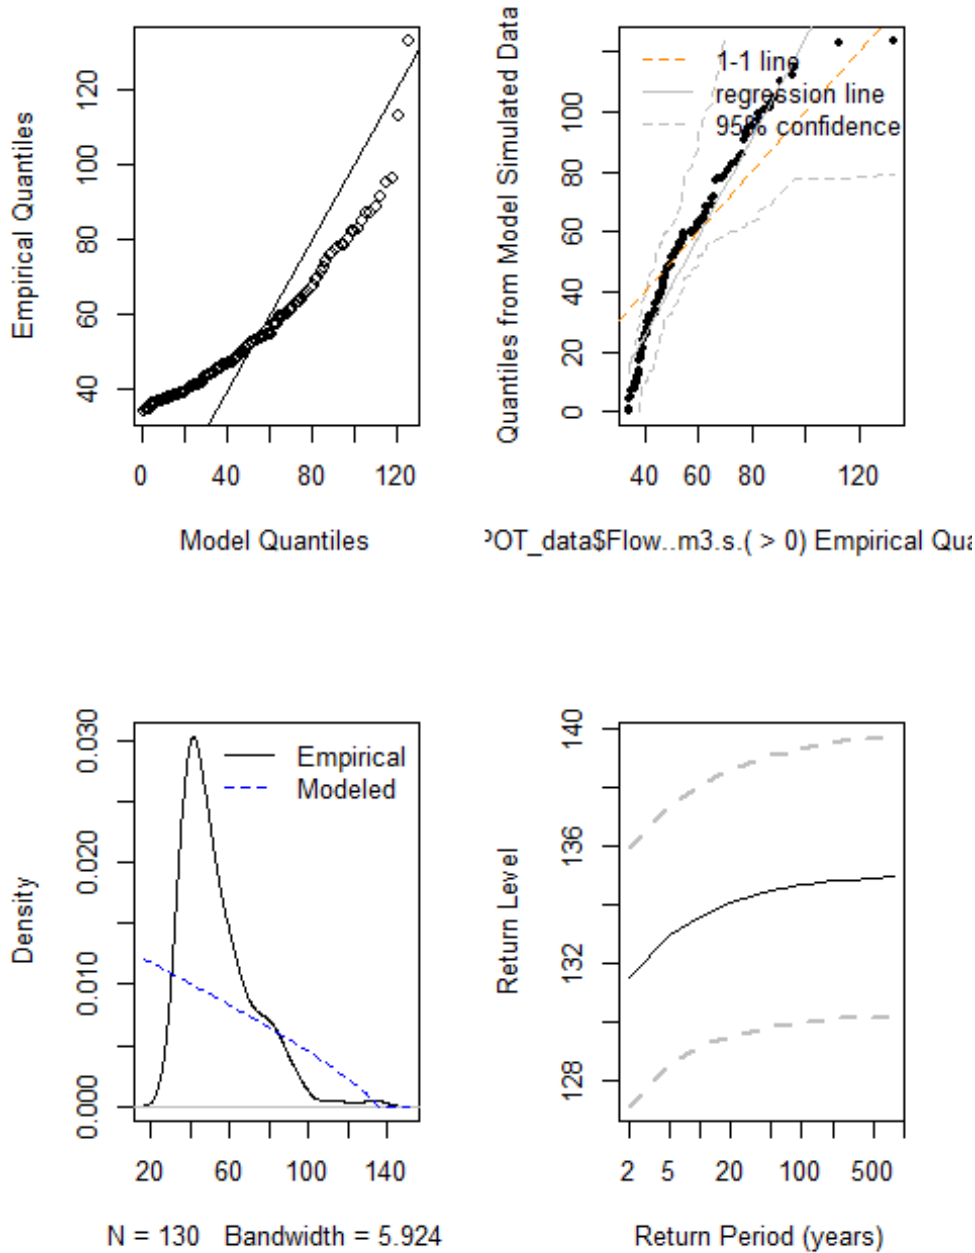 Empirical Quantiles
40 60 80 100 120
0 20 40 60 80 120
Model Quantiles
Quantiles from Model Simulated Data
0 20 40 60 80 100
1-1 line
regression line
95% confidence
40 60 80 120
POT_data$Flow..m3.s.( > 0) Empirical Qua
Density
0.000 0.010 0.020 0.030
Empirical
Modeled
20 60 100 140
N = 130 Bandwidth = 5.924
Return Level
128 132 136 140
2 5 20 100 500
Return Period (years)